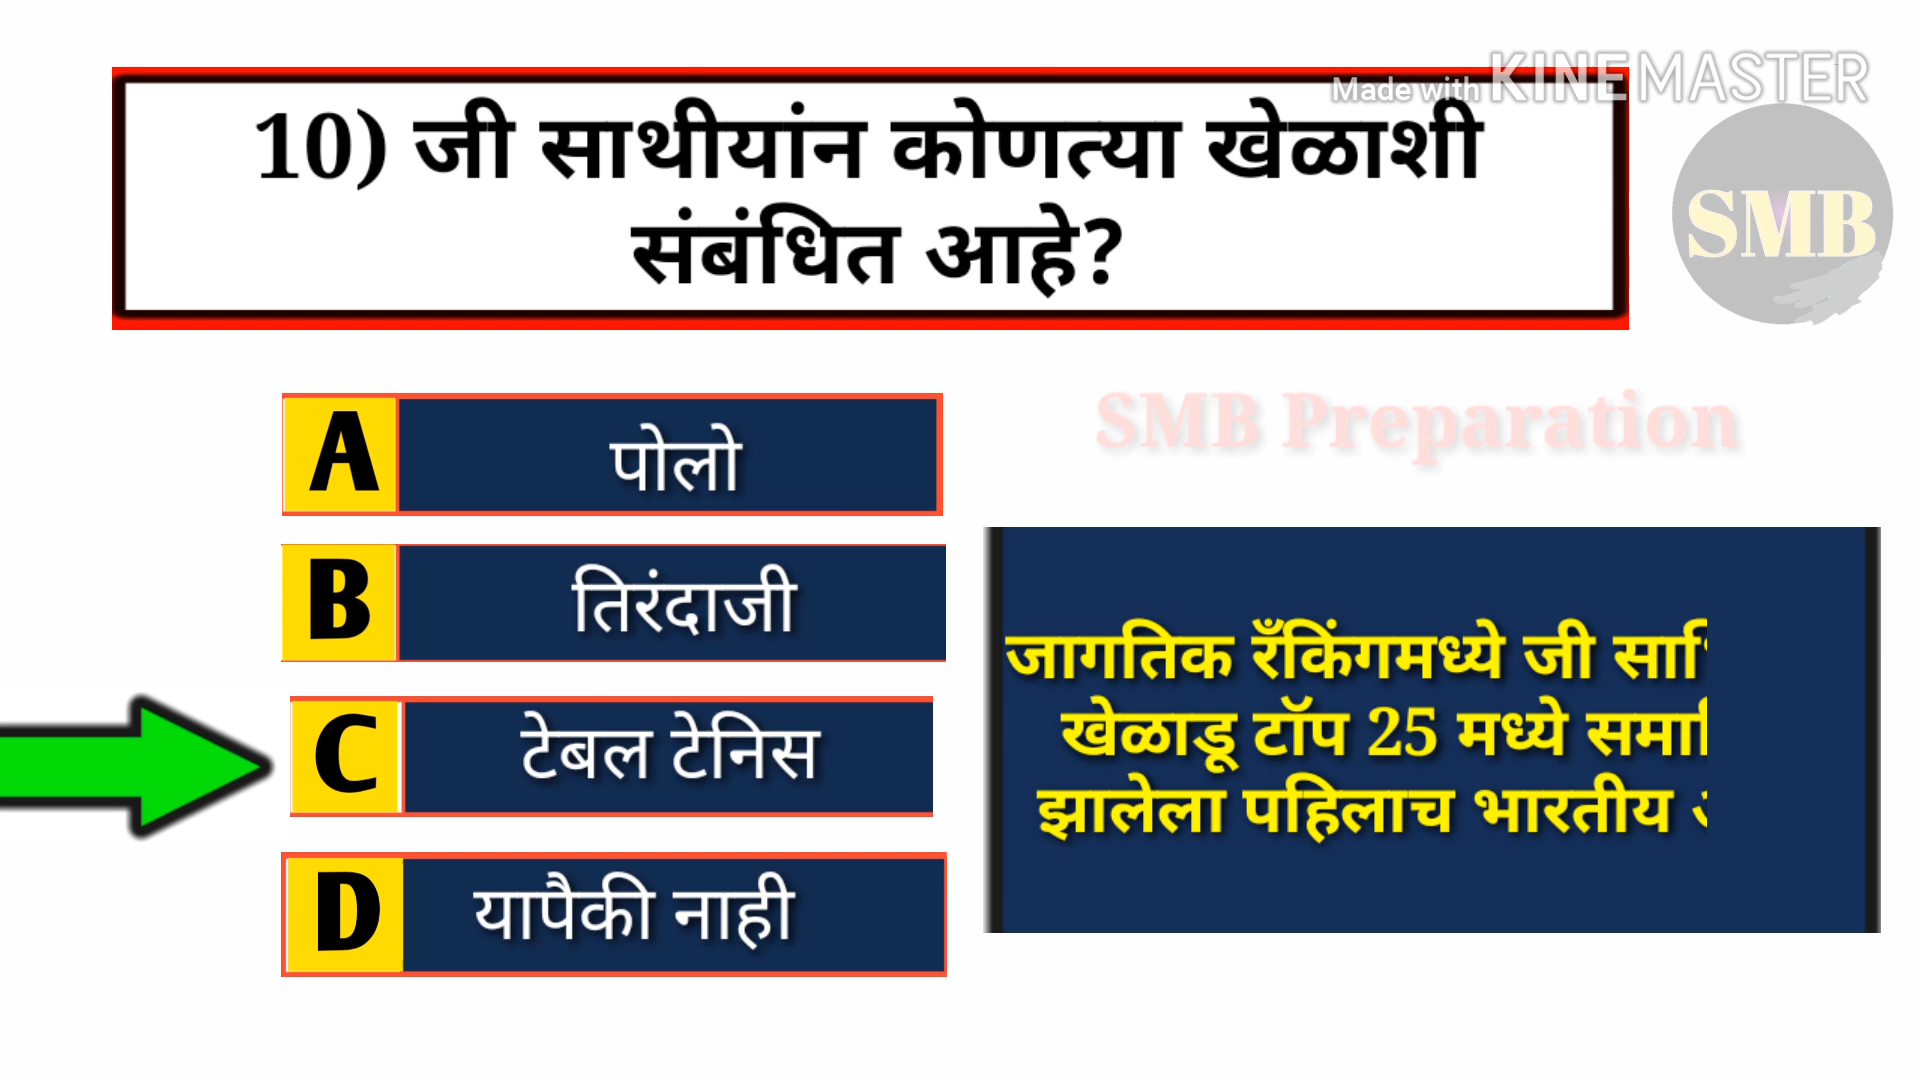 Made with KINEMASTER
10) जी साथीयांन कोणत्या खेळाशी
संबंधित आहे?
SMB
SMB Preparation
A पोलो
B तिरंदाजी
C टेबल टेनिस
D यापैकी नाही
जागतिक रँकिंगमध्ये जी
खेळाडू टॉप 25 मध्ये
झालेला पहिलाच भारतीय